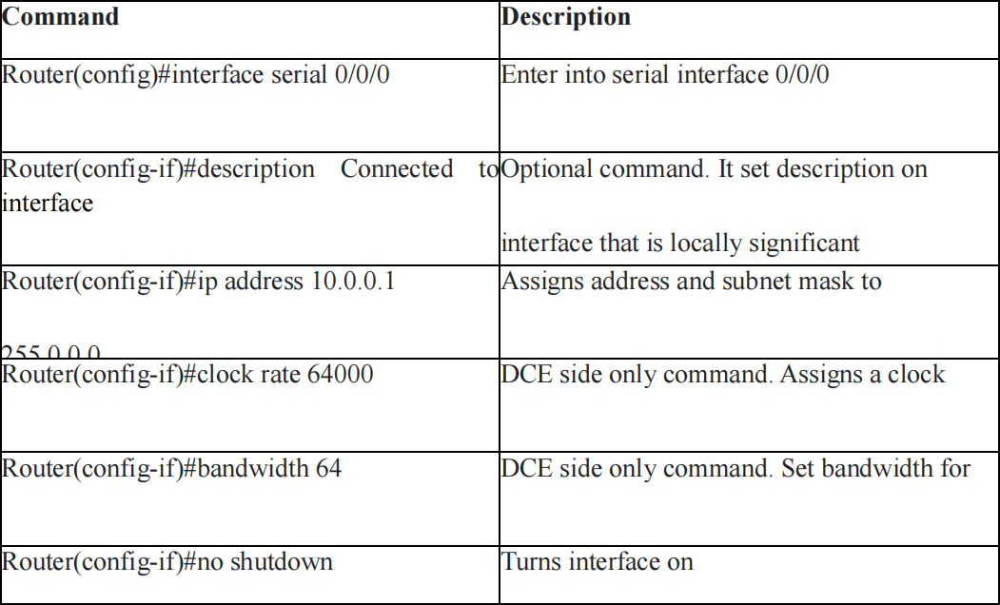 Command
Description
Router(config)#interface serial 0/0/0
Enter into serial interface 0/0/0
Router(config-if)#description Connected to
interface
Optional command. It set description on
interface that is locally significant
Router(config-if)#ip address 10.0.0.1
255.0.0.0
Assigns address and subnet mask to
Router(config-if)#clock rate 64000
DCE side only command. Assigns a clock
Router(config-if)#bandwidth 64
DCE side only command. Set bandwidth for
Router(config-if)#no shutdown
Turns interface on